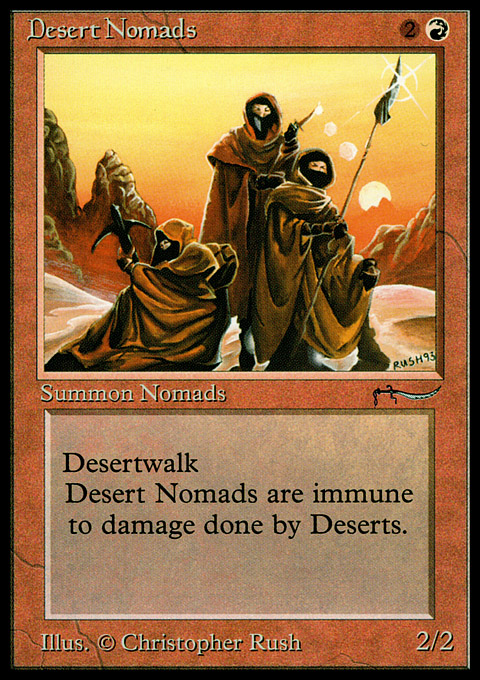 Desert Nomads 2
RUSH93
Summon Nomads
Desertwalk
Desert Nomads are immune
to damage done by Deserts.
Illus. © Christopher Rush 2/2